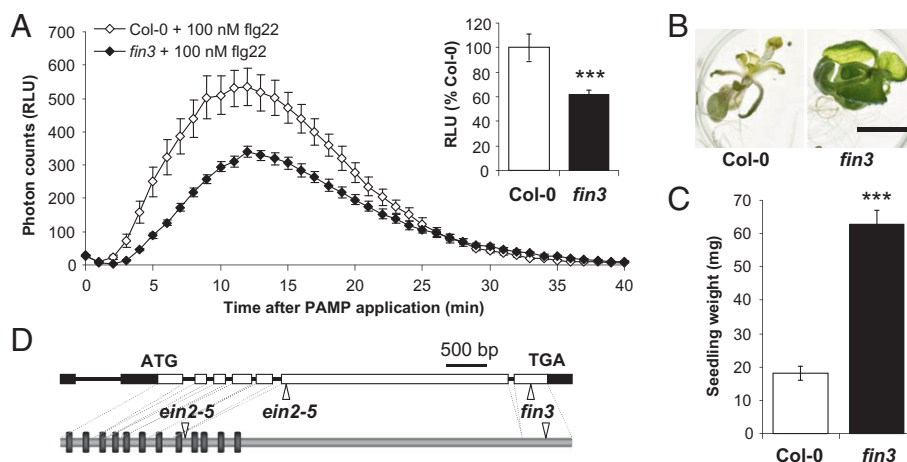 A
Col-0 + 100 nM flg22
fin3 + 100 nM flg22
Photon counts (RLU)
700
600
500
400
300
200
100
0
0 5 10 15 20 25 30 35 40
Time after PAMP application (min)
RLU (% Col-0)
120
100
80
60
40
20
0
***
Col-0 fin3
B
Col-0 fin3
C
Seedling weight (mg)
70
60
50
40
30
20
10
0
***
Col-0 fin3
D
ATG 500 bp TGA
ein2-5 ein2-5 fin3